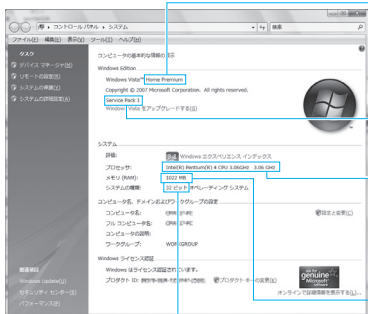 コントロール パネル ▸ システム
検索
ファイル(F) 編集(E) 表示(V) ツール(T) ヘルプ(H)
タスク
デバイス マネージャ(M)
リモートの設定(R)
システムの保護(O)
システムの詳細設定(A)
コンピュータの基本的な情報の表示
Windows Edition
Windows Vista™ Home Premium
Copyright © 2007 Microsoft Corporation. All rights reserved.
Service Pack 1
Windows Vista をアップグレードする(G)
システム
評価: Windows エクスペリエンス インデックス
プロセッサ: Intel(R) Pentium(R) 4 CPU 3.06GHz 3.06 GHz
メモリ (RAM): 1022 MB
システムの種類: 32 ビット オペレーティング システム
コンピュータ名、ドメインおよびワークグループの設定
コンピュータ名:
設定と変更(C)
フル コンピュータ名:
コンピュータの説明:
ワークグループ: WORKGROUP
Windows ライセンス認証
Windows はライセンス認証されています。
プロダクト ID:
プロダクト キーの変更(K)
ask for
genuine
Microsoft
software
オンラインで詳細情報を表示する(L)...
関連項目
Windows Update(U)
セキュリティ センター(S)
パフォーマンス(P)